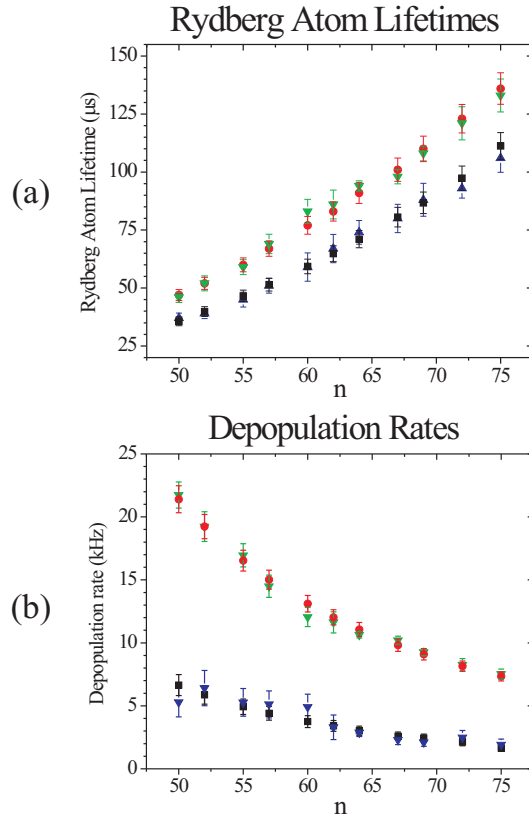 Rydberg Atom Lifetimes
(a)
Rydberg Atom Lifetime (μs)
150
125
100
75
50
25
50 55 60 65 70 75
n
Depopulation Rates
(b)
Depopulation rate (kHz)
25
20
15
10
5
0
50 55 60 65 70 75
n